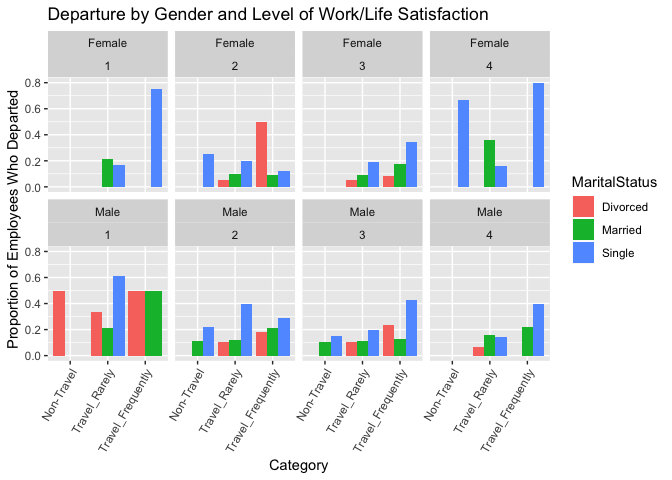 Departure by Gender and Level of Work/Life Satisfaction
Female Female Female Female
1 2 3 4
0.8
0.6
0.4
0.2
0.0
Male Male Male Male
1 2 3 4
0.8
0.6
0.4
0.2
0.0
Proportion of Employees Who Departed
Non-Travel Travel_Rarely Travel_Frequently Non-Travel Travel_Rarely Travel_Frequently Non-Travel Travel_Rarely Travel_Frequently Non-Travel Travel_Rarely Travel_Frequently
Category
MaritalStatus
Divorced
Married
Single